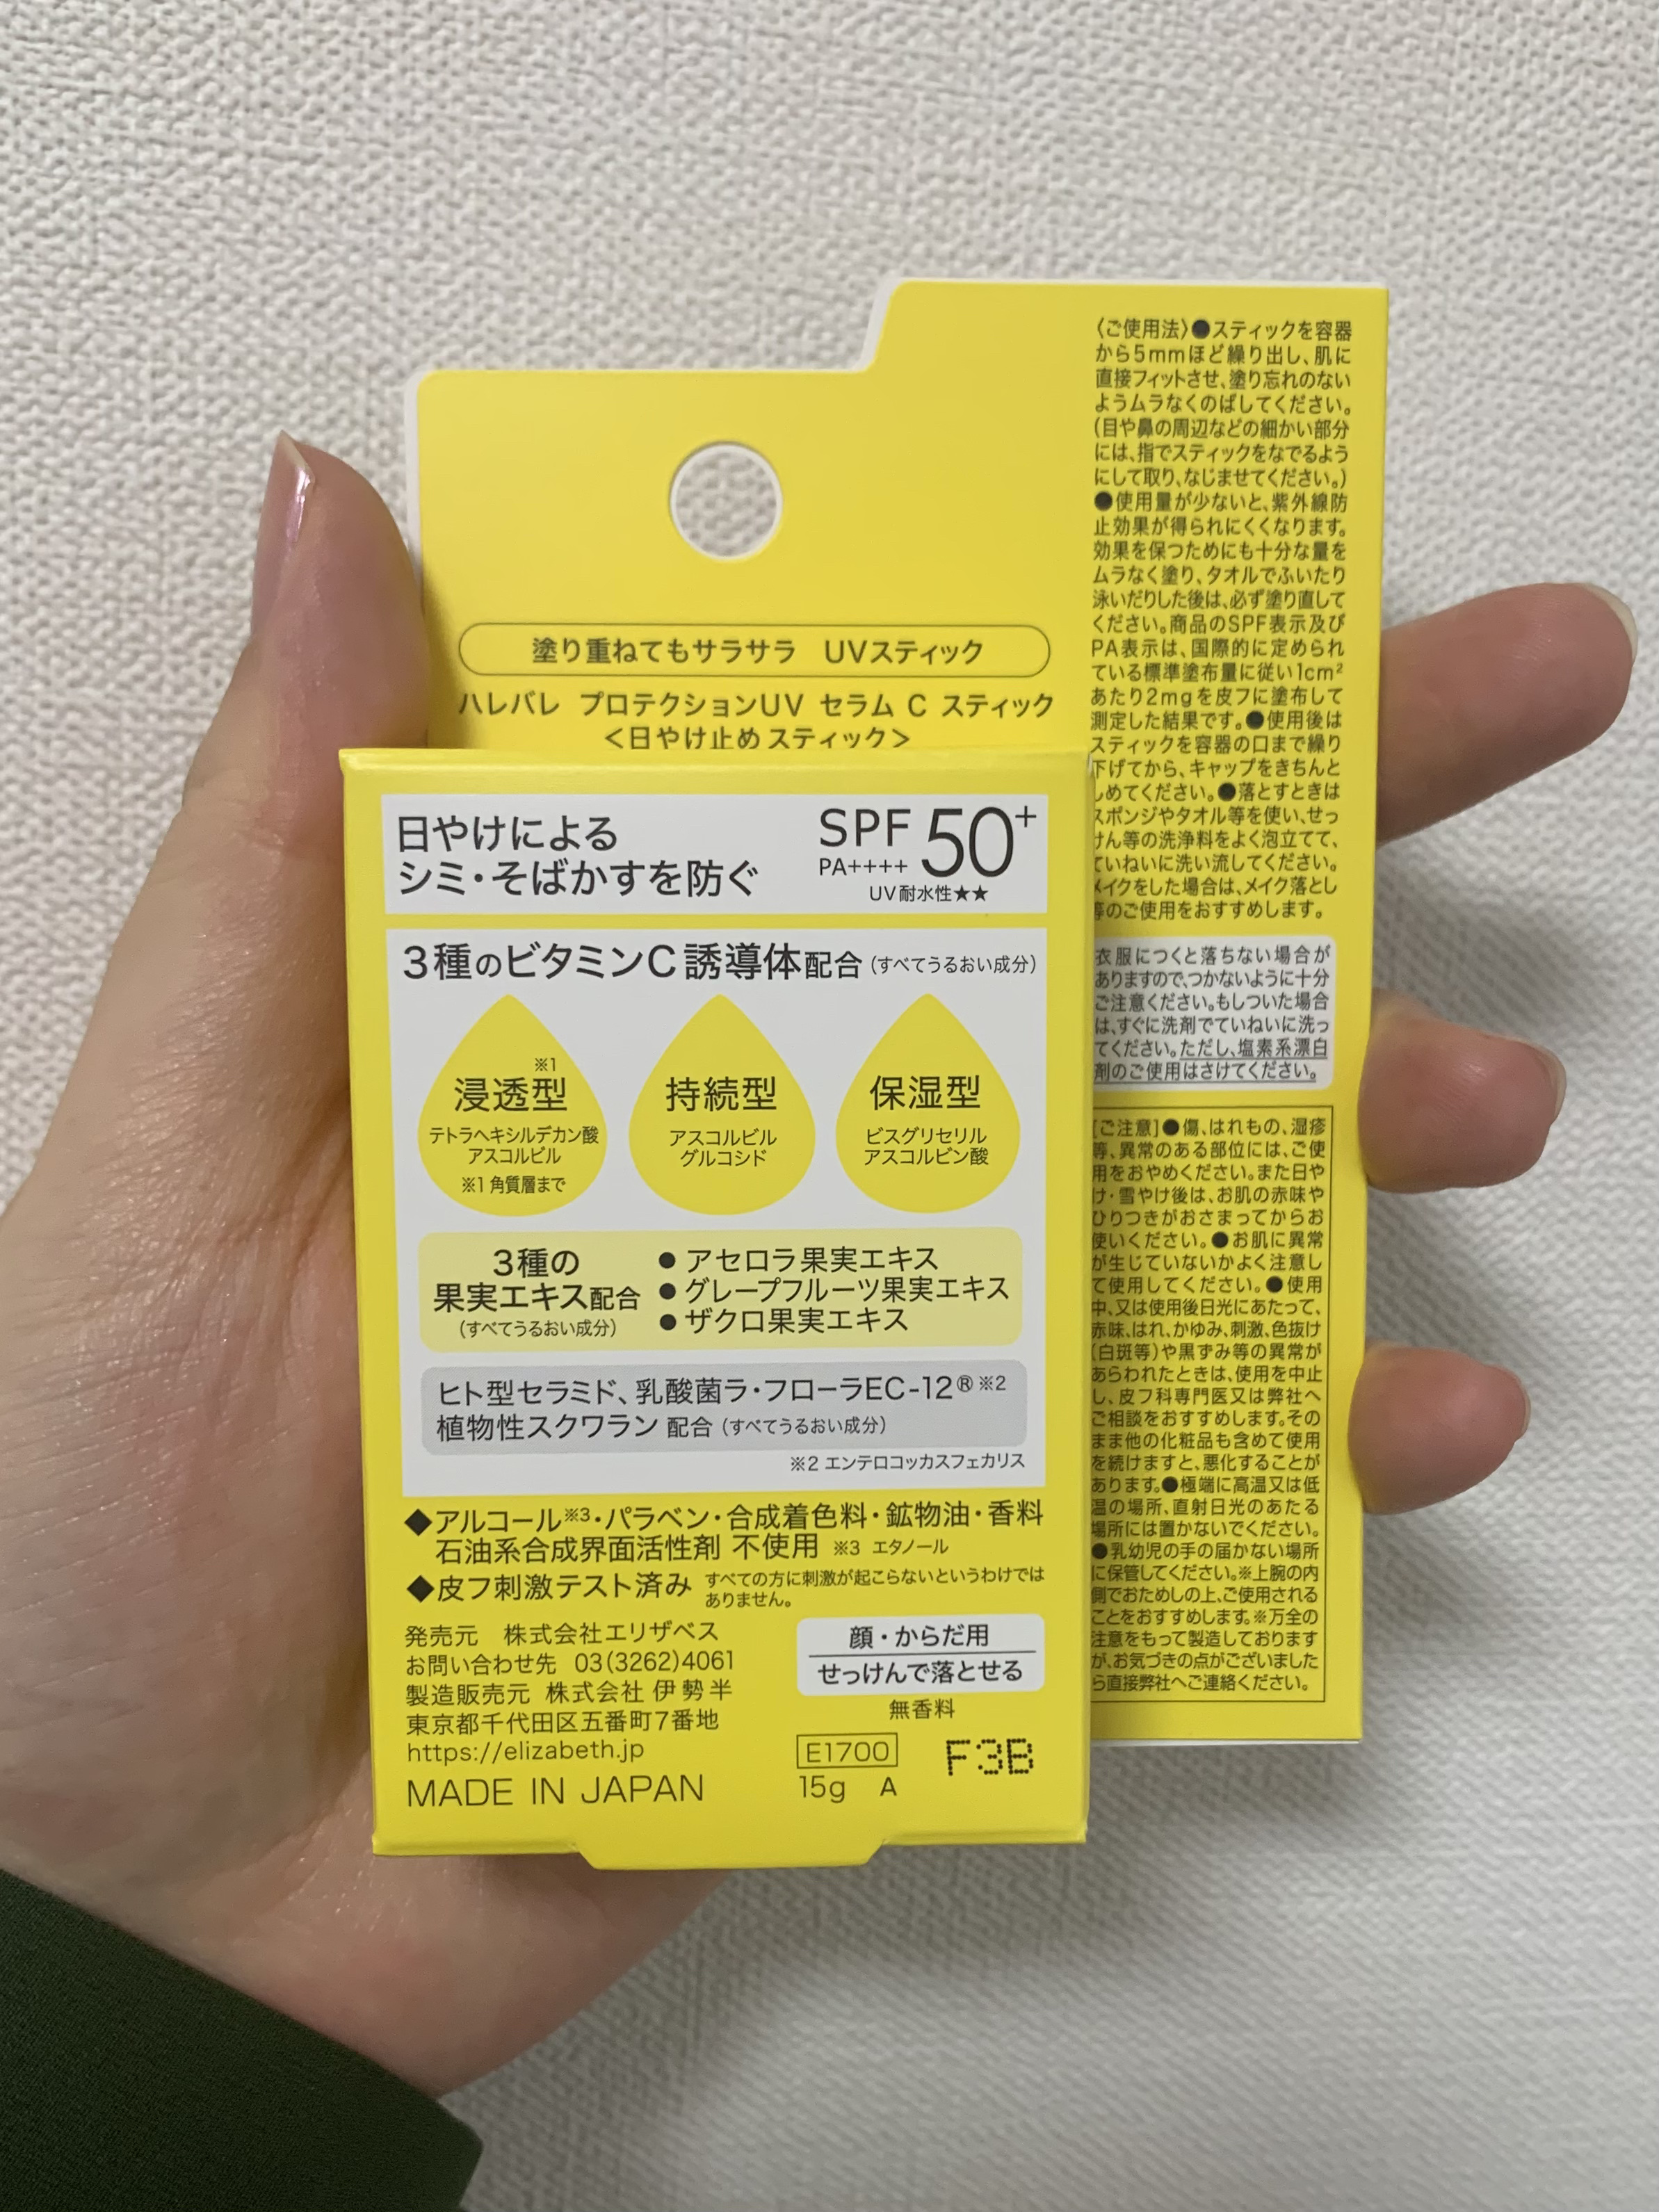 塗り重ねてもサラサラ UVスティック
ハレバレ プロテクションUV セラム C スティック
＜日やけ止め スティック＞
日やけによる
シミ・そばかすを防ぐ
SPF 50+
PA++++
UV耐水性★★
3種のビタミンC誘導体配合（すべてうるおい成分）
※1
浸透型
テトラヘキシルデカン酸
アスコルビル
※1 角質層まで
持続型
アスコルビル
グルコシド
保湿型
ビスグリセリル
アスコルビン酸
3種の
果実エキス配合
（すべてうるおい成分）
● アセロラ果実エキス
● グレープフルーツ果実エキス
● ザクロ果実エキス
ヒト型セラミド、乳酸菌ラ・フローラEC-12®※2
植物性スクワラン 配合（すべてうるおい成分）
※2 エンテロコッカスフェカリス
◆アルコール※3・パラベン・合成着色料・鉱物油・香料
石油系合成界面活性剤 不使用 ※3 エタノール
◆皮フ刺激テスト済み すべての方に刺激が起こらないというわけでは
ありません。
発売元 株式会社エリザベス
お問い合わせ先 03(3262)4061
製造販売元 株式会社 伊勢半
東京都千代田区五番町7番地
https://elizabeth.jp
MADE IN JAPAN
顔・からだ用
せっけんで落とせる
無香料
E1700
15g A
F3B
〈ご使用法〉●スティックを容器
から5mmほど繰り出し、肌に
直接フィットさせ、塗り忘れのない
ようムラなくのばしてください。
（目や鼻の周辺などの細かい部分
には、指でスティックをなでるよう
にして取り、なじませてください。）
●使用量が少ないと、紫外線防
止効果が得られにくくなります。
効果を保つためにも十分な量を
ムラなく塗り、タオルでふいたり
泳いだりした後は、必ず塗り直して
ください。商品のSPF表示及び
PA表示は、国際的に定められ
ている標準塗布量に従い1cm²
あたり2mgを皮フに塗布して
測定した結果です。●使用後は
スティックを容器の口まで繰り
下げてから、キャップをきちんと
しめてください。●落とすときは
スポンジやタオル等を使い、せっ
けん等の洗浄料をよく泡立てて、
ていねいに洗い流してください。
メイクをした場合は、メイク落とし
等のご使用をおすすめします。
衣服につくと落ちない場合が
ありますので、つかないように十分
ご注意ください。もしついた場合
は、すぐに洗剤でていねいに洗っ
てください。ただし、塩素系漂白
剤のご使用はさけてください。
[ご注意]●傷、はれもの、湿疹
等、異常のある部位には、ご使
用をおやめください。また日や
け・雪やけ後は、お肌の赤味や
ひりつきがおさまってからお
使いください。●お肌に異常
が生じていないかよく注意し
て使用してください。●使用
中、又は使用後日光にあたって、
赤味、はれ、かゆみ、刺激、色抜け
（白斑等）や黒ずみ等の異常が
あらわれたときは、使用を中止
し、皮フ科専門医又は弊社へ
ご相談をおすすめします。その
まま他の化粧品も含めて使用
を続けますと、悪化することが
あります。●極端に高温又は低
温の場所、直射日光のあたる
場所には置かないでください。
●乳幼児の手の届かない場所
に保管してください。※上腕の内
側でおためしの上、ご使用される
ことをおすすめします。※万全の
注意をもって製造しております
が、お気づきの点がございました
ら直接弊社へご連絡ください。